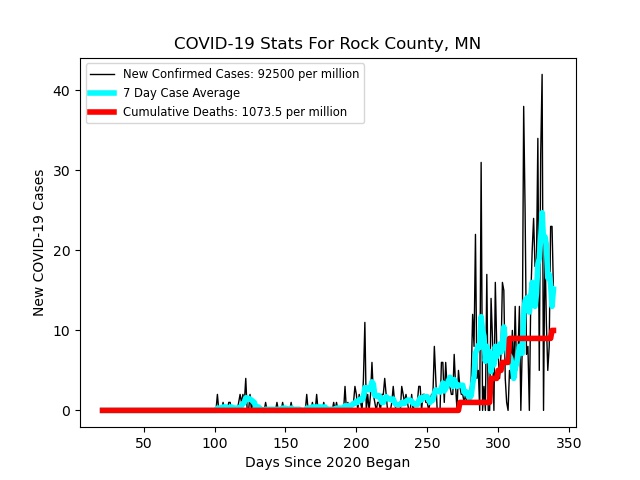 COVID-19 Stats For Rock County, MN
New Confirmed Cases: 92500 per million
7 Day Case Average
Cumulative Deaths: 1073.5 per million
New COVID-19 Cases
40
30
20
10
0
50 100 150 200 250 300 350
Days Since 2020 Began